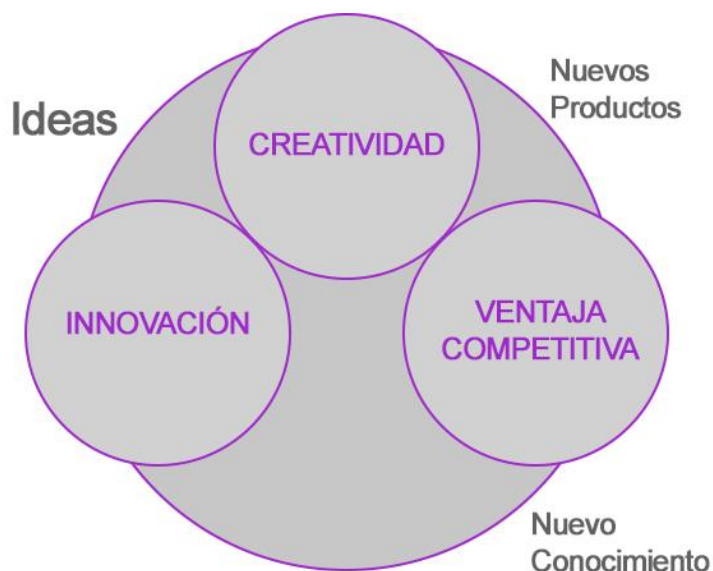 Nuevos
Productos
Ideas
CREATIVIDAD
INNOVACIÓN
VENTAJA
COMPETITIVA
Nuevo
Conocimiento